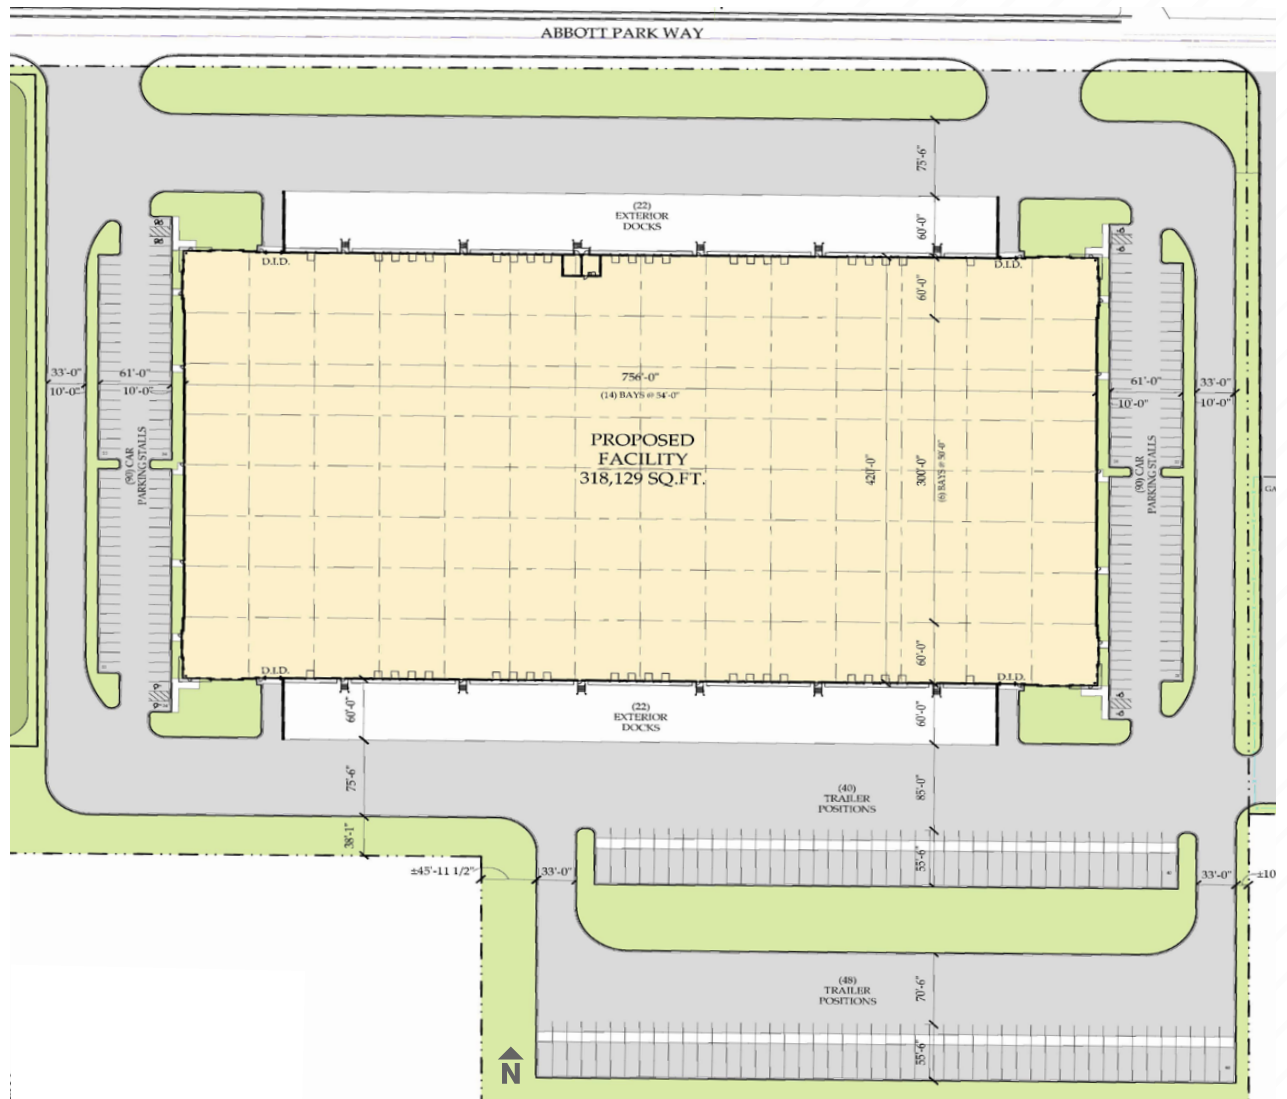 ABBOTT PARK WAY
75'-6"
(22)
EXTERIOR
DOCKS
60'-0"
D.I.D.
D.I.D.
60'-0"
33'-0"
61'-0"
10'-0"
10'-0"
756'-0"
(14) BAYS @ 54'-0"
61'-0"
33'-0"
10'-0"
10'-0"
(90) CAR
PARKING STALLS
PROPOSED
FACILITY
318,129 SQ.FT.
420'-0"
300'-0"
(6) BAYS @ 50'-0"
(90) CAR
PARKING STALLS
GA
60'-0"
D.I.D.
D.I.D.
60'-0"
(22)
EXTERIOR
DOCKS
60'-0"
75'-6"
(40)
TRAILER
POSITIONS
85'-0"
38'-1"
55'-6"
±45'-11 1/2"
33'-0"
33'-0"
±10
(48)
TRAILER
POSITIONS
70'-6"
55'-6"
N